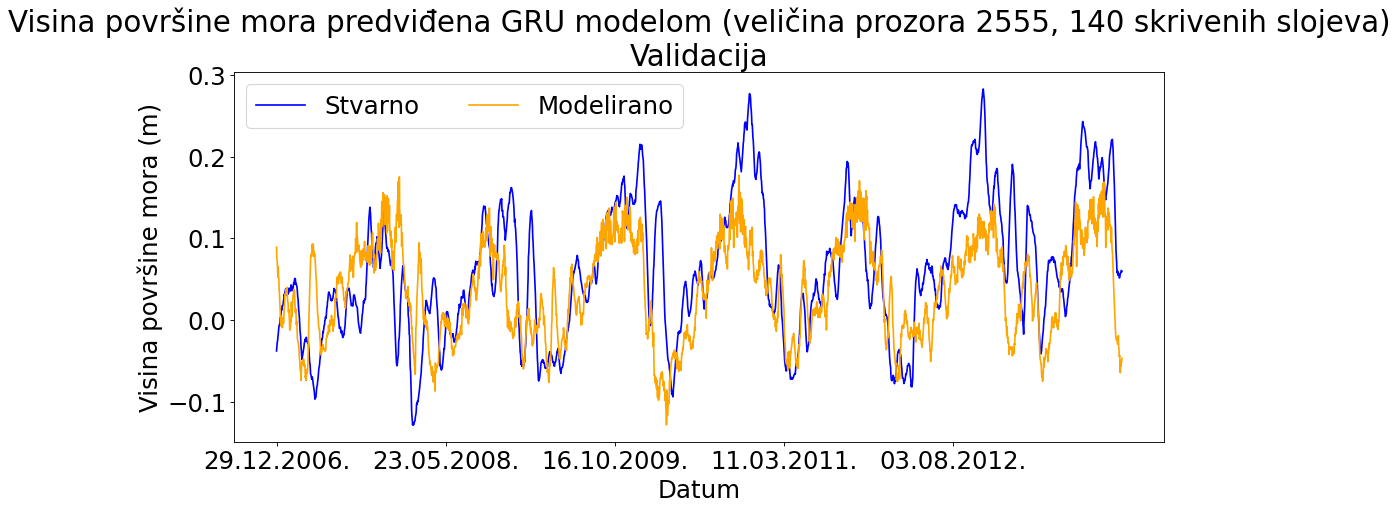 Visina površine mora predviđena GRU modelom (veličina prozora 2555, 140 skrivenih slojeva)
Validacija
Stvarno
Modelirano
Visina površine mora (m)
0.3
0.2
0.1
0.0
−0.1
29.12.2006.
23.05.2008.
16.10.2009.
11.03.2011.
03.08.2012.
Datum